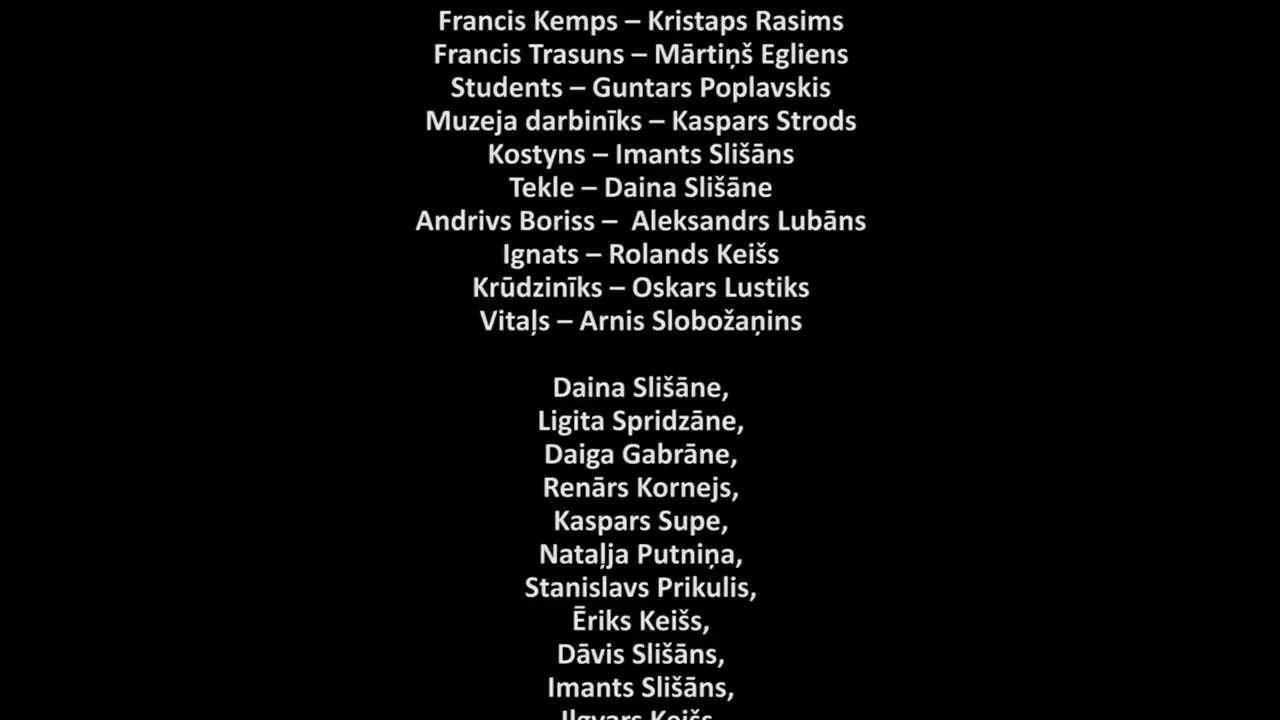 Francis Kemps – Kristaps Rasims
Francis Trasuns – Mārtiņš Egliens
Students – Guntars Poplavskis
Muzeja darbinīks – Kaspars Strods
Kostyns – Imants Slišāns
Tekle – Daina Slišāne
Andrivs Boriss –  Aleksandrs Lubāns
Ignats – Rolands Keišs
Krūdzinīks – Oskars Lustiks
Vitaļs – Arnis Slobožaņins
Daina Slišāne,
Ligita Spridzāne,
Daiga Gabrāne,
Renārs Kornejs,
Kaspars Supe,
Nataļja Putniņa,
Stanislavs Prikulis,
Ēriks Keišs,
Dāvis Slišāns,
Imants Slišāns,
Ilgvars Keišs